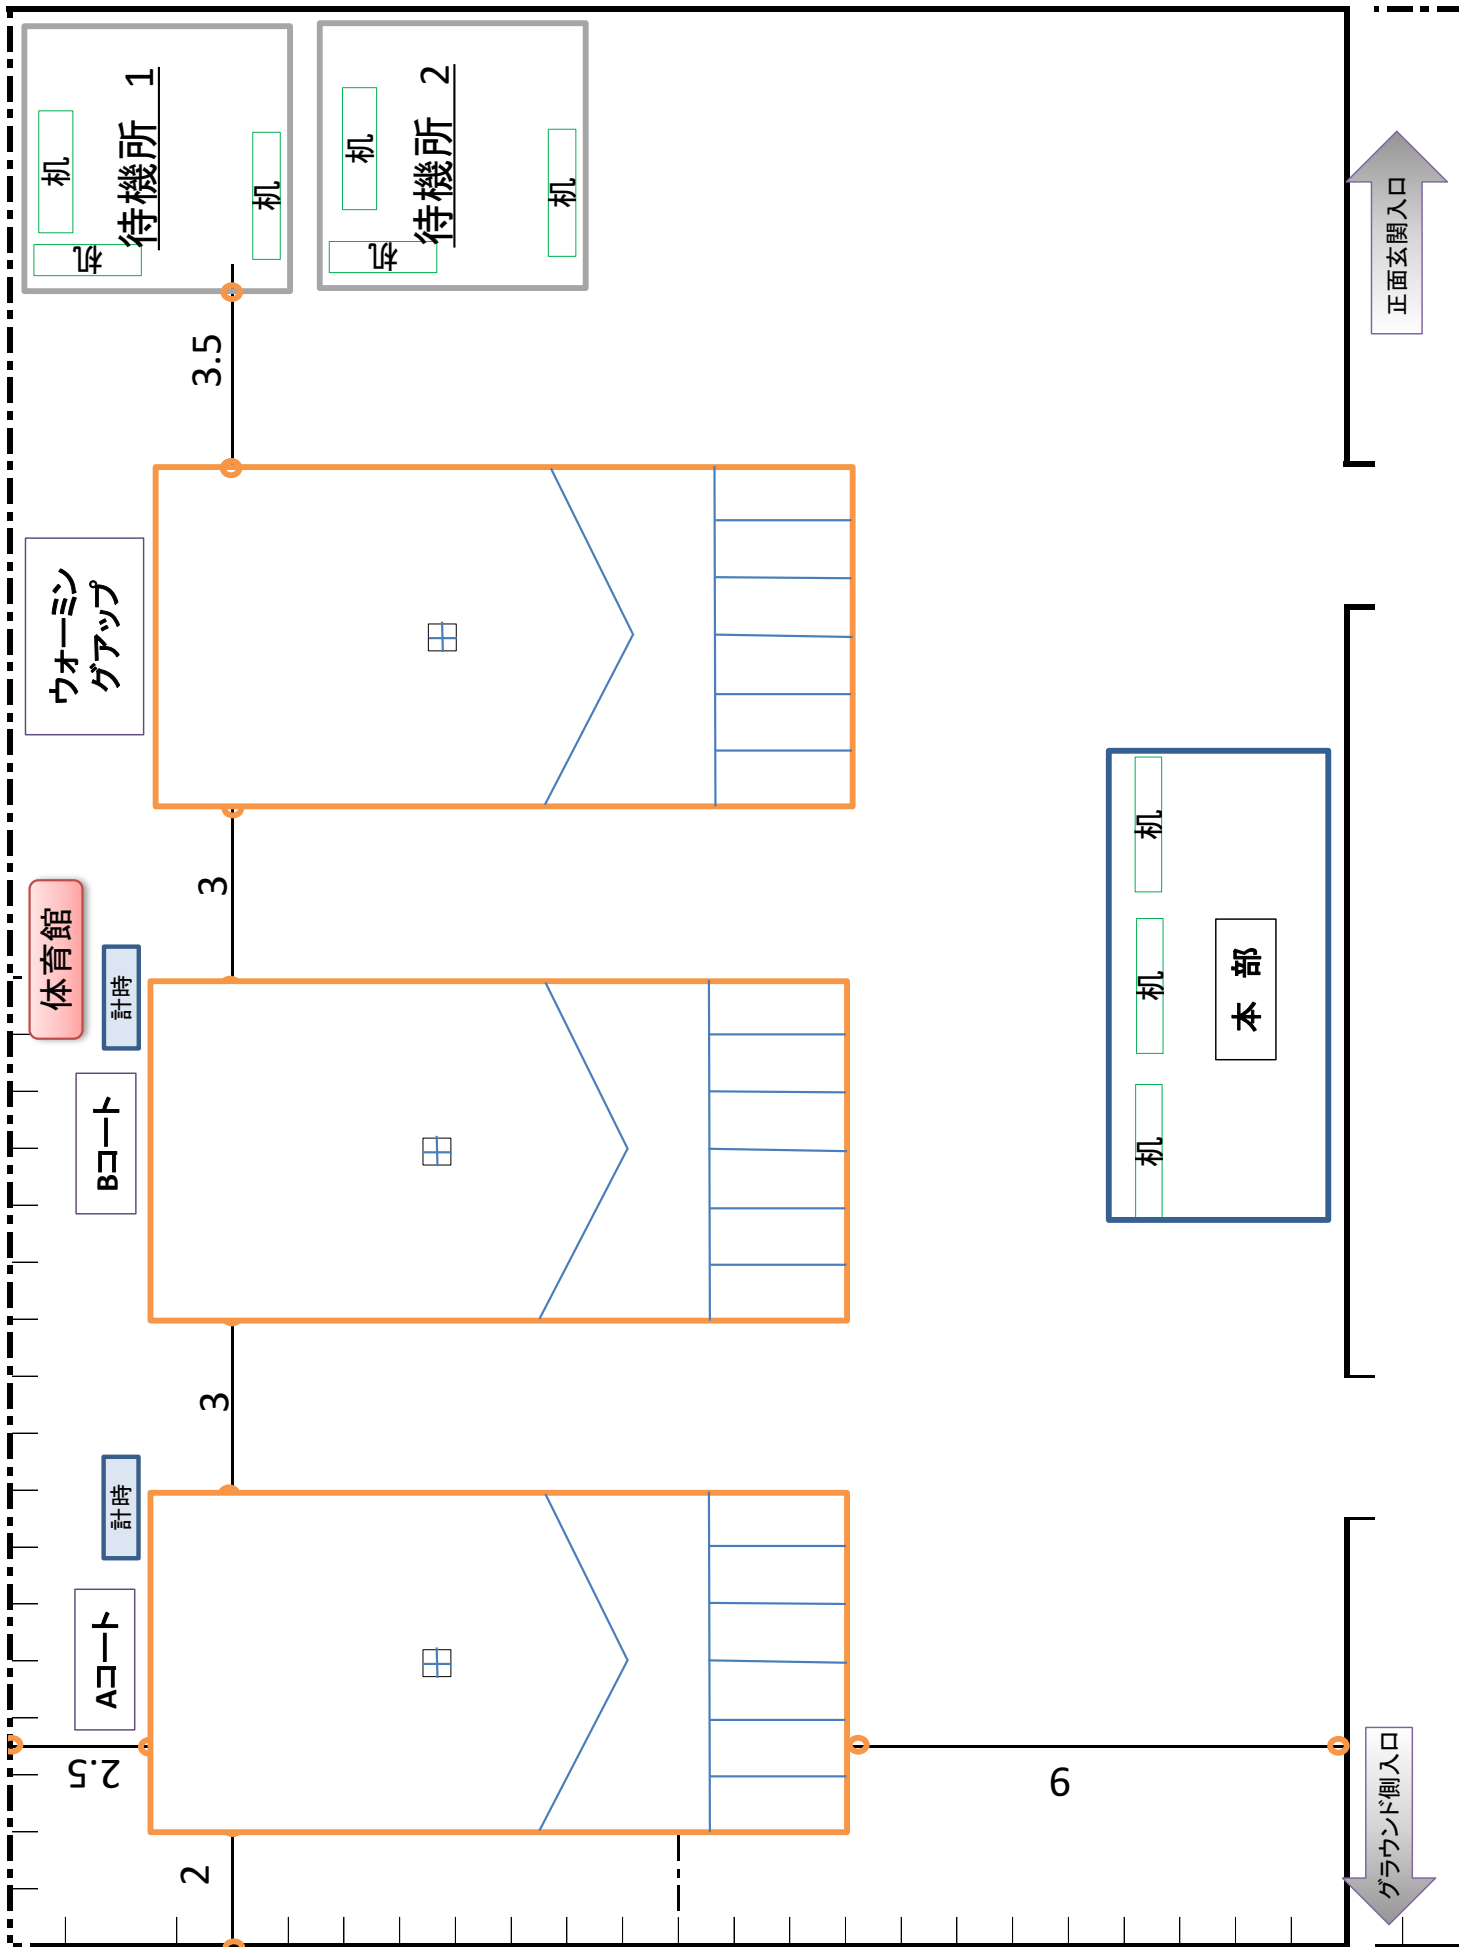 待機所 1
机
机
机
待機所 2
机
机
机
3.5
正面玄関入口
ウォーミン
グアップ
3
体育館
計時
Bコート
机
机
机
本 部
3
計時
Aコート
2.5
9
2
グラウンド側入口